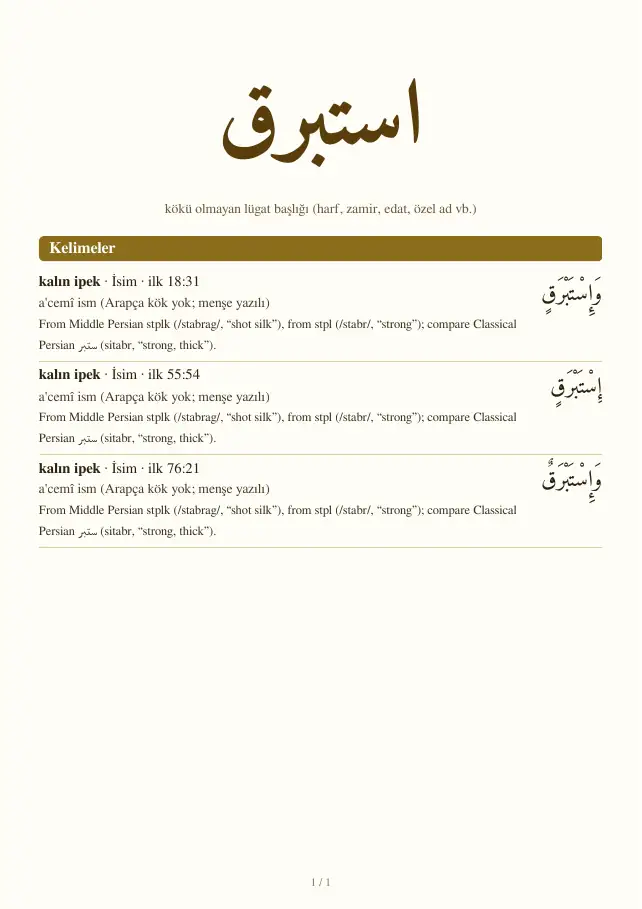 استبرق
kökü olmayan lügat başlığı (harf, zamir, edat, özel ad vb.)
Kelimeler
kalın ipek · İsim · ilk 18:31 وَإِسْتَبْرَقٍ
a'cemî ism (Arapça kök yok; menşe yazılı)
From Middle Persian stplk (/stabrag/, “shot silk”), from stpl (/stabr/, “strong”); compare Classical
Persian ستبر (sitabr, “strong, thick”).
kalın ipek · İsim · ilk 55:54 إِسْتَبْرَقٍ
a'cemî ism (Arapça kök yok; menşe yazılı)
From Middle Persian stplk (/stabrag/, “shot silk”), from stpl (/stabr/, “strong”); compare Classical
Persian ستبر (sitabr, “strong, thick”).
kalın ipek · İsim · ilk 76:21 وَإِسْتَبْرَقٌ
a'cemî ism (Arapça kök yok; menşe yazılı)
From Middle Persian stplk (/stabrag/, “shot silk”), from stpl (/stabr/, “strong”); compare Classical
Persian ستبر (sitabr, “strong, thick”).
1 / 1